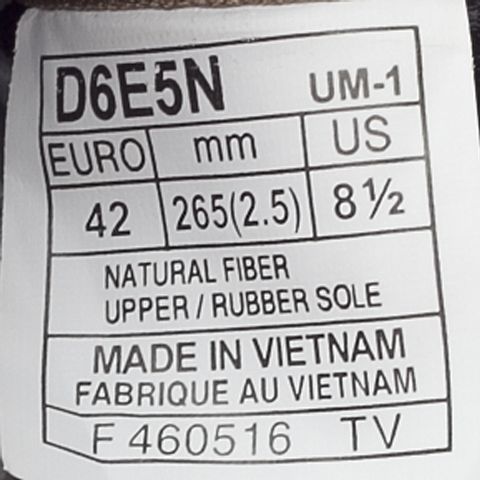 D6E5N UM-1
EURO mm US
42 265(2.5) 8½
NATURAL FIBER
UPPER / RUBBER SOLE
MADE IN VIETNAM
FABRIQUE AU VIETNAM
F 460516 TV